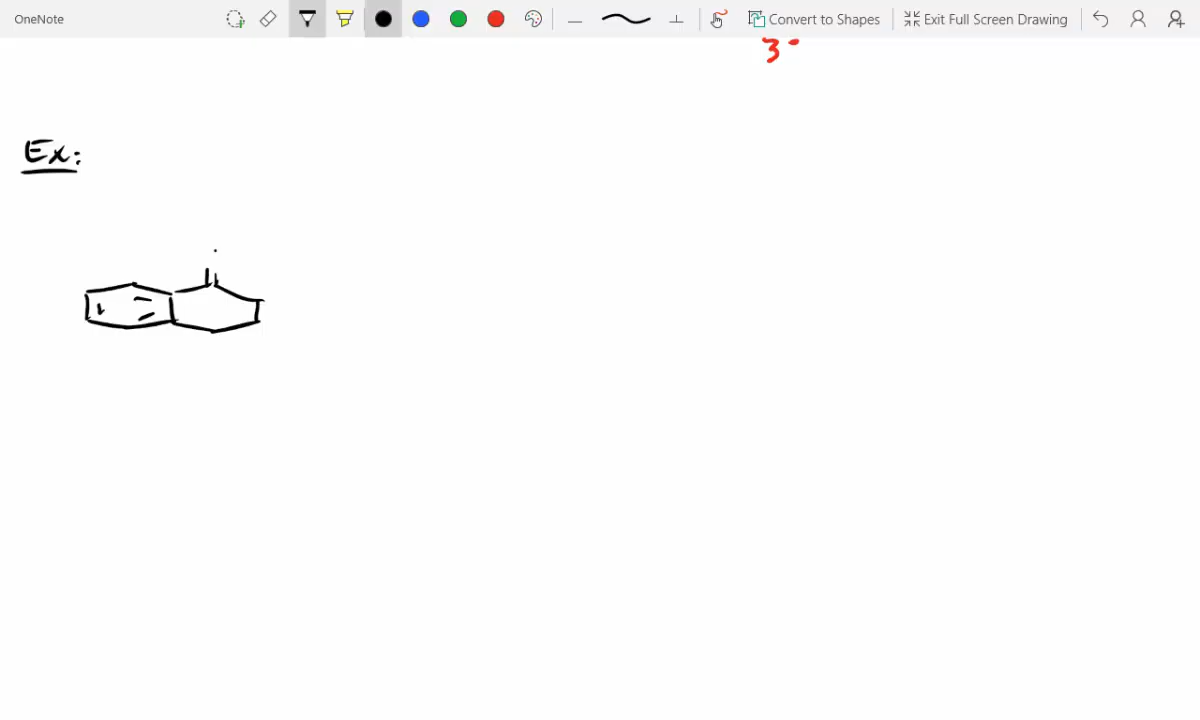 OneNote
Convert to Shapes
Exit Full Screen Drawing
3-
Ex: